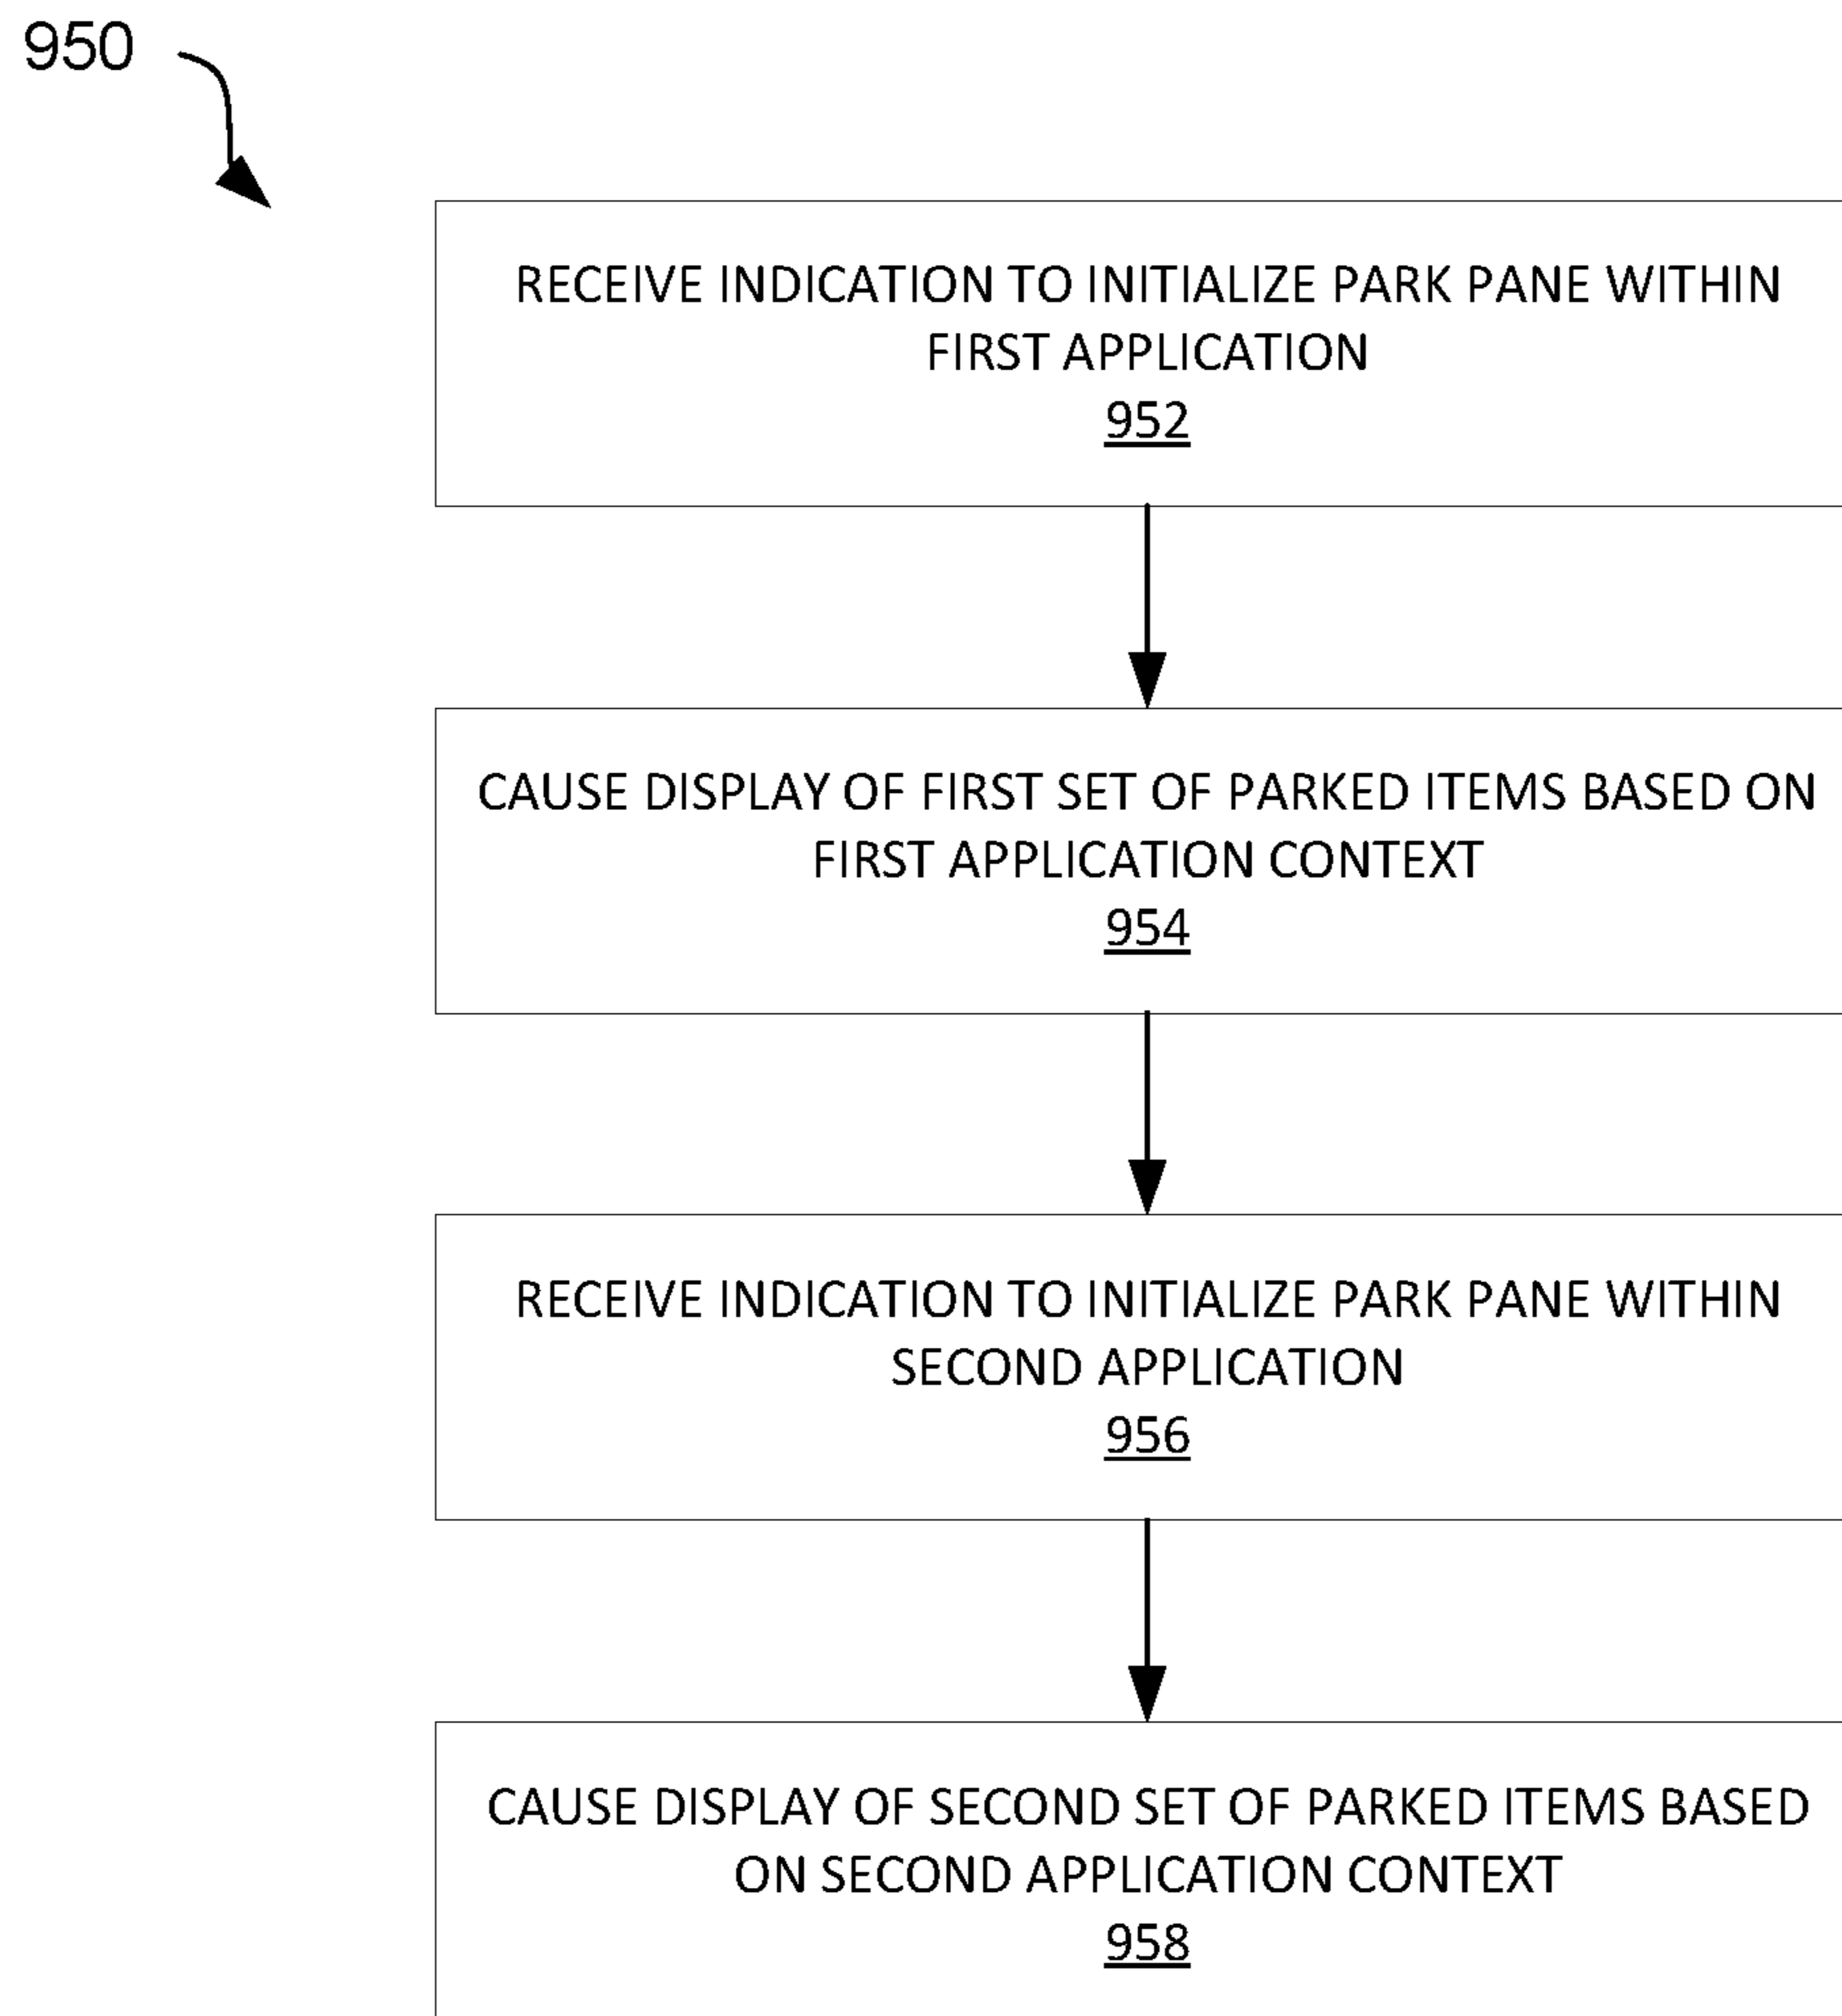 950
RECEIVE INDICATION TO INITIALIZE PARK PANE WITHIN
FIRST APPLICATION
952
CAUSE DISPLAY OF FIRST SET OF PARKED ITEMS BASED ON
FIRST APPLICATION CONTEXT
954
RECEIVE INDICATION TO INITIALIZE PARK PANE WITHIN
SECOND APPLICATION
956
CAUSE DISPLAY OF SECOND SET OF PARKED ITEMS BASED
ON SECOND APPLICATION CONTEXT
958